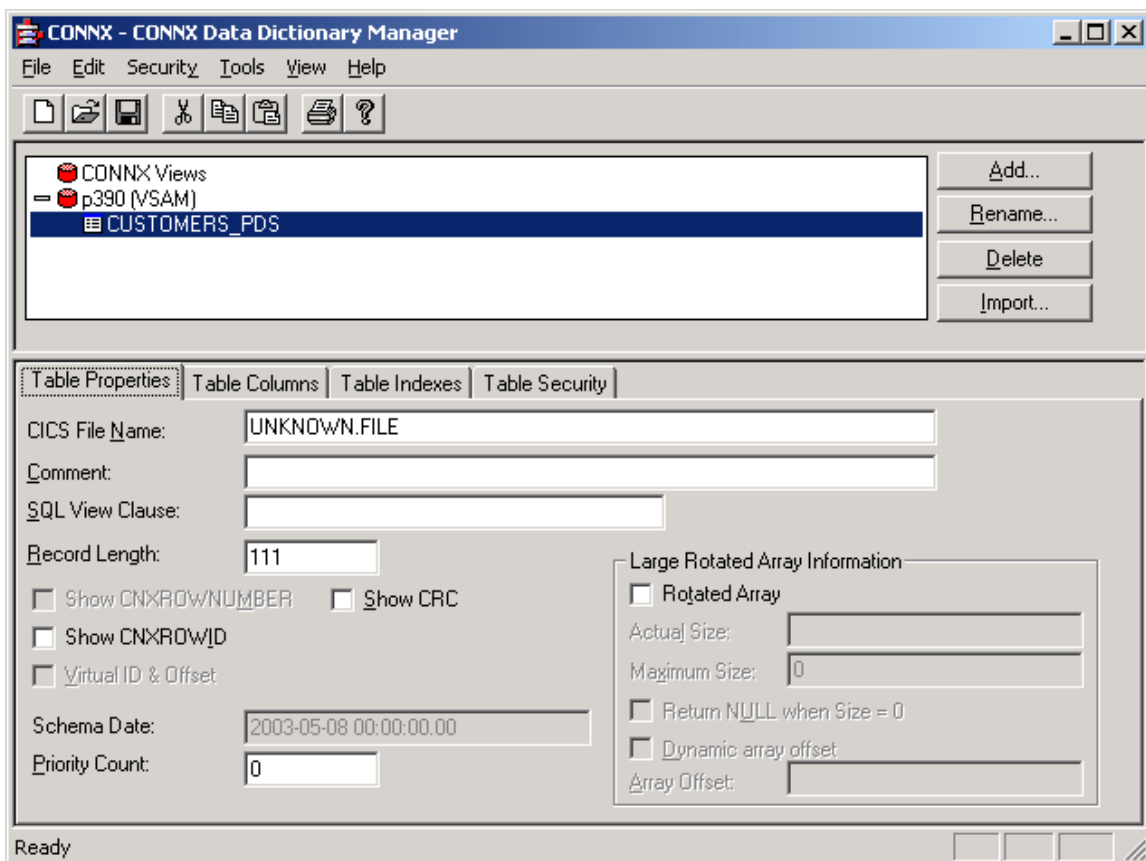 CONNX - CONNX Data Dictionary Manager
File Edit Security Tools View Help
CONNX Views
p390 (VSAM)
CUSTOMERS_PDS
Add...
Rename...
Delete
Import...
Table Properties Table Columns Table Indexes Table Security
CICS File Name: UNKNOWN.FILE
Comment:
SQL View Clause:
Record Length: 111
Show CNXROWNUMBER Show CRC
Show CNXROWID
Virtual ID & Offset
Schema Date: 2003-05-08 00:00:00.00
Priority Count: 0
Large Rotated Array Information
Rotated Array
Actual Size:
Maximum Size: 0
Return NULL when Size = 0
Dynamic array offset
Array Offset:
Ready